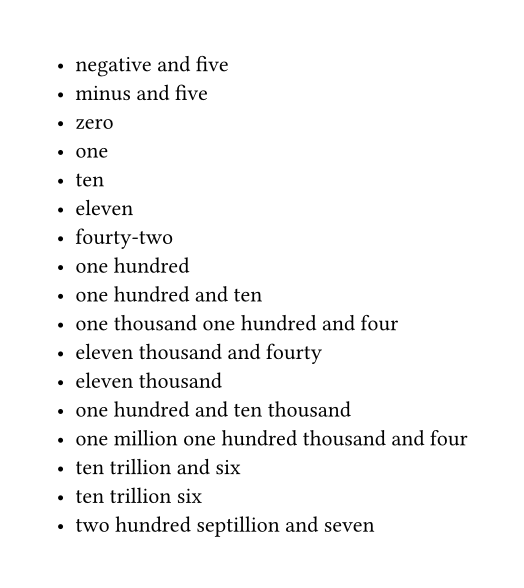 • negative and five
• minus and five
• zero
• one
• ten
• eleven
• fourty-two
• one hundred
• one hundred and ten
• one thousand one hundred and four
• eleven thousand and fourty
• eleven thousand
• one hundred and ten thousand
• one million one hundred thousand and four
• ten trillion and six
• ten trillion six
• two hundred septillion and seven